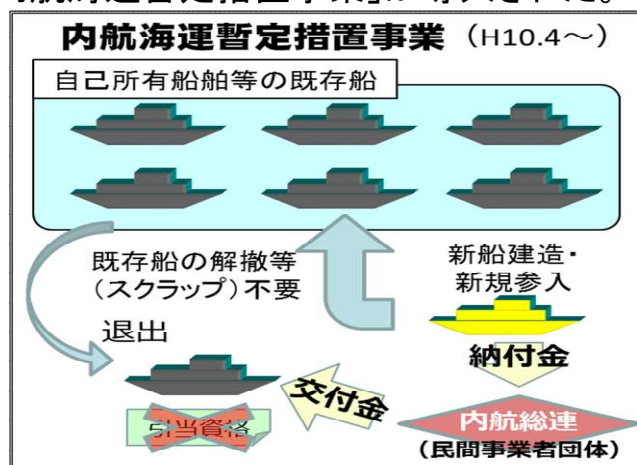 内航海運暫定措置事業（H10.4～）
自己所有船舶等の既存船
既存船の解撤等
（スクラップ）不要
退出
新船建造・
新規参入
納付金
交付金
引当資格
内航総連
（民間事業者団体）